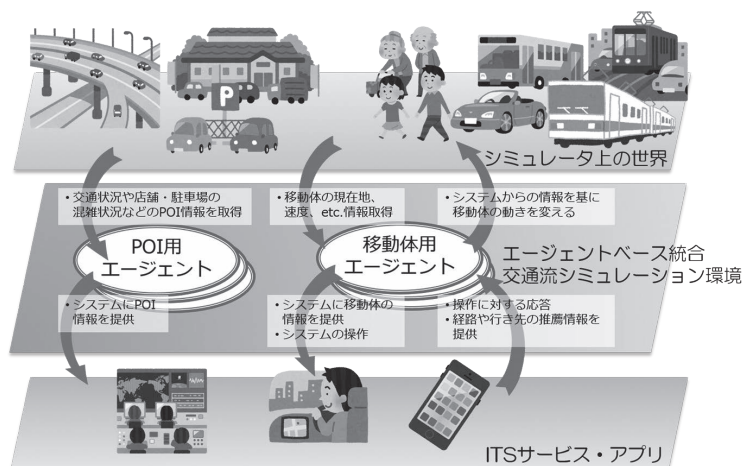 P
シミュレータ上の世界
• 交通状況や店舗・駐車場の
混雑状況などのPOI情報を取得
• 移動体の現在地、
速度、etc.情報取得
• システムからの情報を基に
移動体の動きを変える
POI用
エージェント
移動体用
エージェント
エージェントベース統合
交通流シミュレーション環境
• システムにPOI
情報を提供
• システムに移動体の
情報を提供
• システムの操作
• 操作に対する応答
• 経路や行き先の推薦情報を
提供
ITSサービス・アプリ